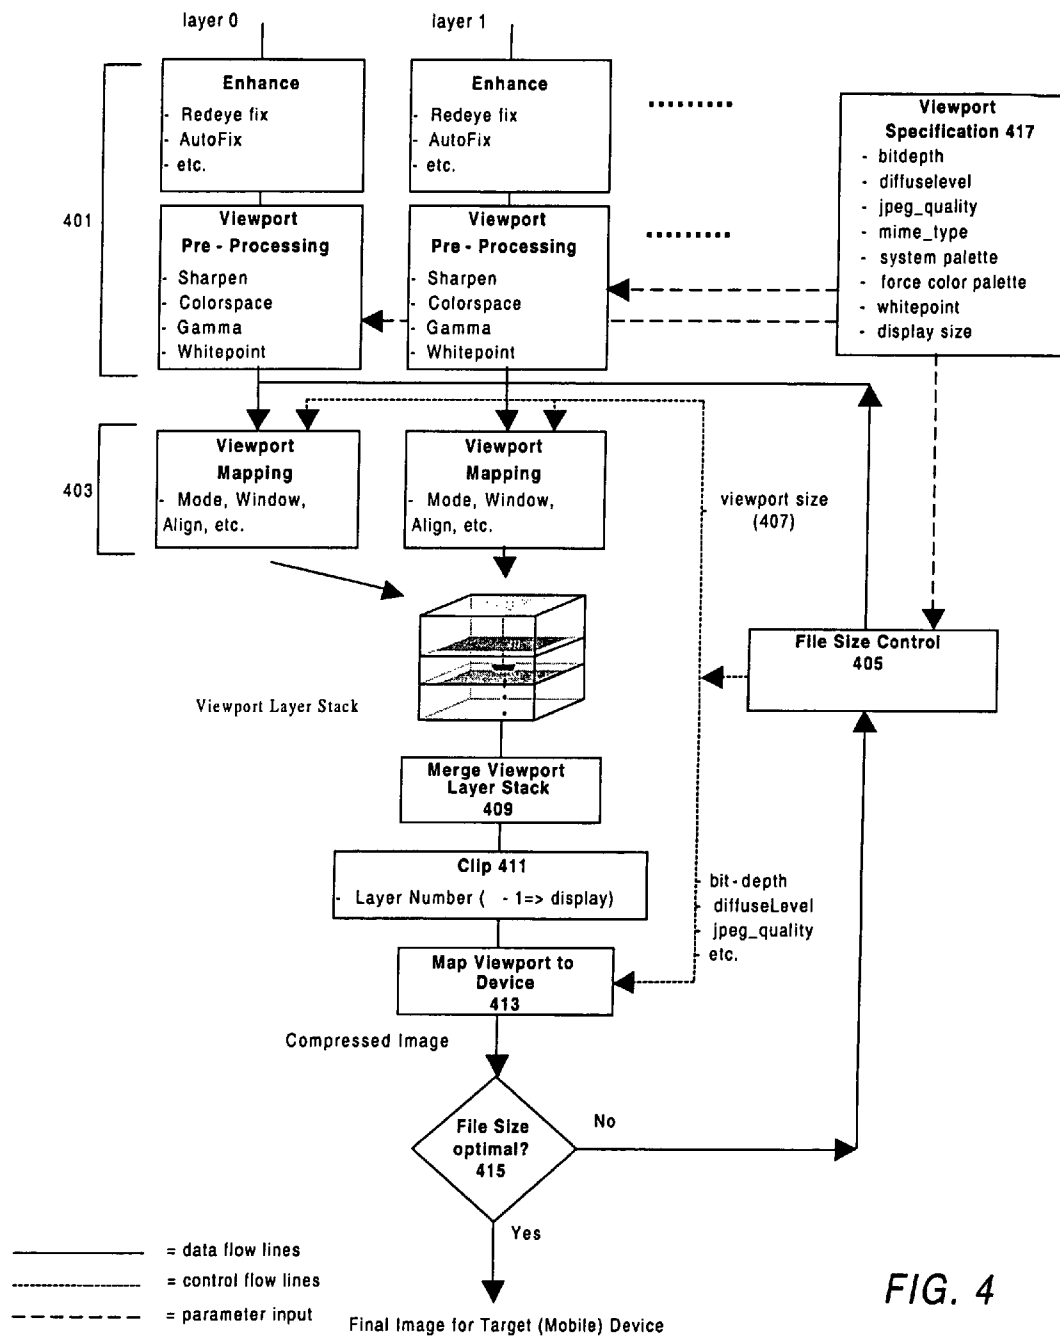 layer 0
layer 1
Enhance
- Redeye fix
- AutoFix
- etc.
Enhance
- Redeye fix
- AutoFix
- etc.
Viewport
Specification 417
- bitdepth
- diffuselevel
- jpeg_quality
- mime_type
- system palette
- force color palette
- whitepoint
- display size
401
Viewport
Pre - Processing
- Sharpen
- Colorspace
- Gamma
- Whitepoint
Viewport
Pre - Processing
- Sharpen
- Colorspace
- Gamma
- Whitepoint
403
Viewport
Mapping
- Mode, Window,
Align, etc.
Viewport
Mapping
- Mode, Window,
Align, etc.
viewport size
(407)
File Size Control
405
Viewport Layer Stack
Merge Viewport
Layer Stack
409
Clip 411
- Layer Number ( - 1=> display)
- bit-depth
- diffuseLevel
- jpeg_quality
- etc.
Map Viewport to
Device
413
Compressed Image
File Size
optimal?
415
No
Yes
= data flow lines
= control flow lines
= parameter input
Final Image for Target (Mobile) Device
FIG. 4